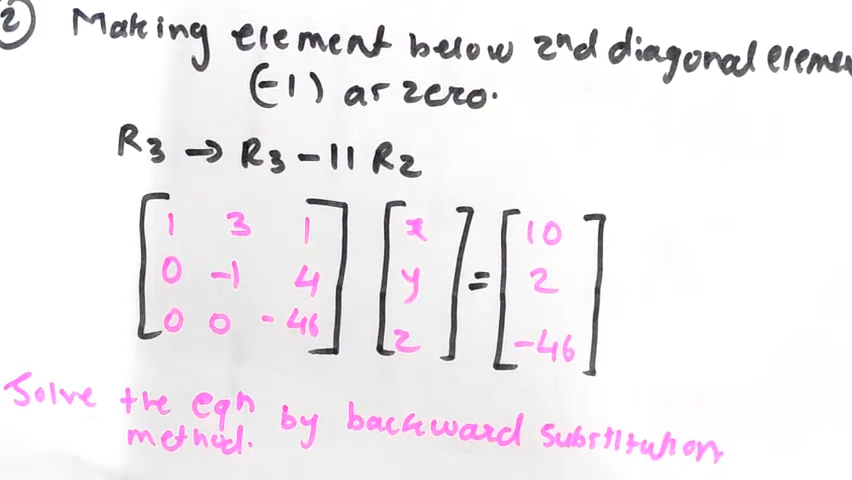 2 Making element below 2nd diagonal elemen
(-1) as zero.
R3 → R3 - 11 R2
[1 3 1] [x] = [10]
[0 -1 4] [y] [2]
[0 0 -46] [z] [-46]
Solve the eqn by backward substitution
method.